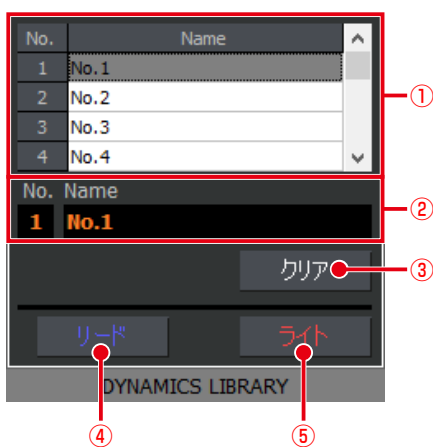 No. Name
1 No.1
2 No.2
3 No.3
4 No.4
①
No. Name
1 No.1
②
クリア
③
リード ライト
DYNAMICS LIBRARY
④ ⑤